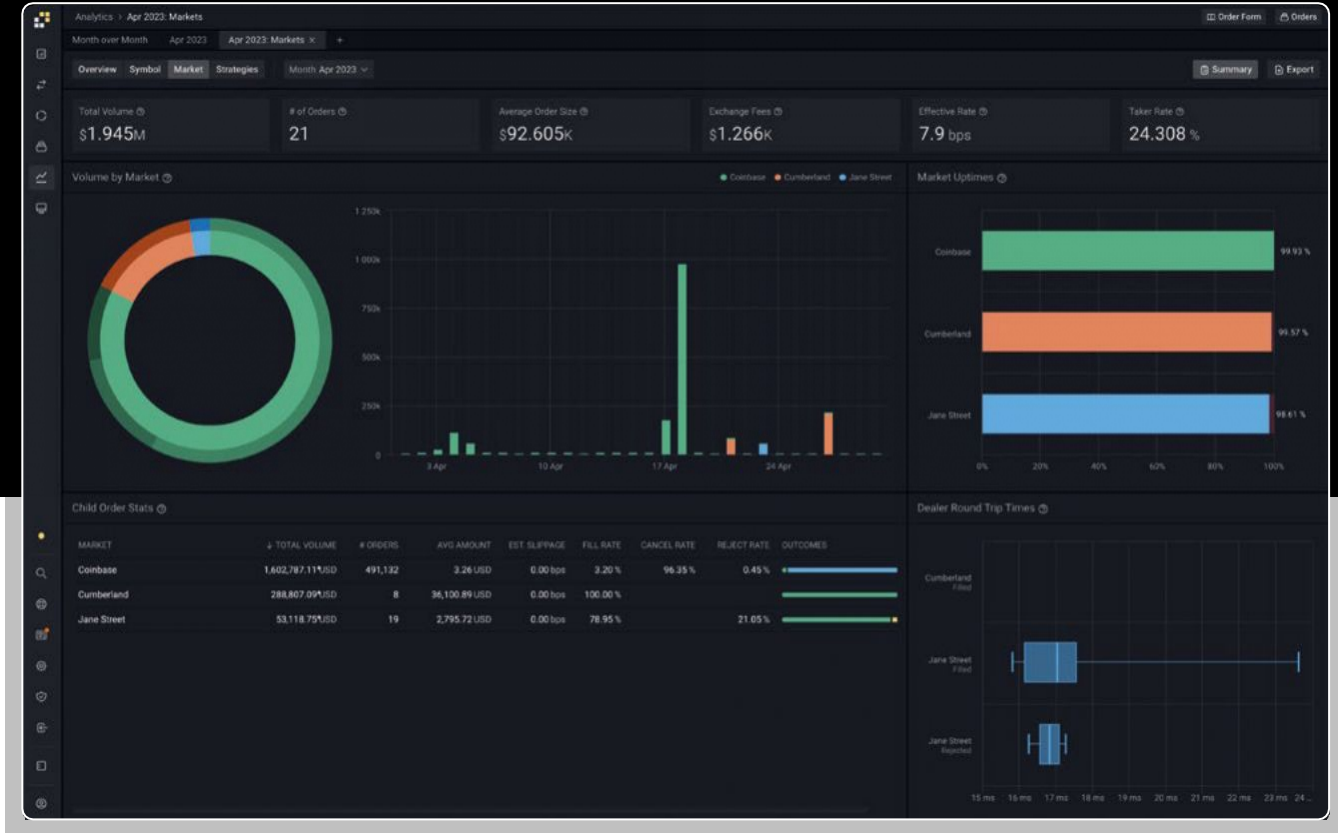 Analytics > Apr 2023: Markets
Order Form Orders
Month over Month Apr 2023 Apr 2023: Markets × +
Overview Symbol Market Strategies Month Apr 2023
Summary Export
Total Volume
$1.945M
# of Orders
21
Average Order Size
$92.605K
Exchange Fees
$1.266K
Effective Rate
7.9 bps
Taker Rate
24.308 %
Volume by Market
Coinbase Cumberland Jane Street
1 250k
1 000k
750k
500k
250k
0
3 Apr 10 Apr 17 Apr 24 Apr
Market Uptimes
Coinbase 99.93 %
Cumberland 99.57 %
Jane Street 98.61 %
0% 20% 40% 60% 80% 100%
Child Order Stats
MARKET ↓ TOTAL VOLUME # ORDERS AVG AMOUNT EST. SLIPPAGE FILL RATE CANCEL RATE REJECT RATE OUTCOMES
Coinbase 1,602,787.11 USD 491,132 3.26 USD 0.00 bps 3.20 % 96.35 % 0.45 %
Cumberland 288,807.09 USD 8 36,100.89 USD 0.00 bps 100.00 %
Jane Street 53,118.75 USD 19 2,795.72 USD 0.00 bps 78.95 % 21.05 %
Dealer Round Trip Times
Cumberland
Filled
Jane Street
Filled
Jane Street
Rejected
15 ms 16 ms 17 ms 18 ms 19 ms 20 ms 21 ms 22 ms 23 ms 24 ...